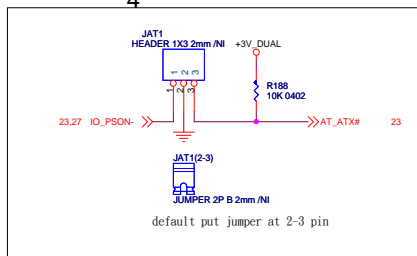 4
JAT1
HEADER 1X3 2mm /NI
+3V_DUAL
1 2 3
R188
10K 0402
1 2 3
23,27 IO_PSON-
AT_ATX# 23
JAT1(2-3)
JUMPER 2P B 2mm /NI
default put jumper at 2-3 pin